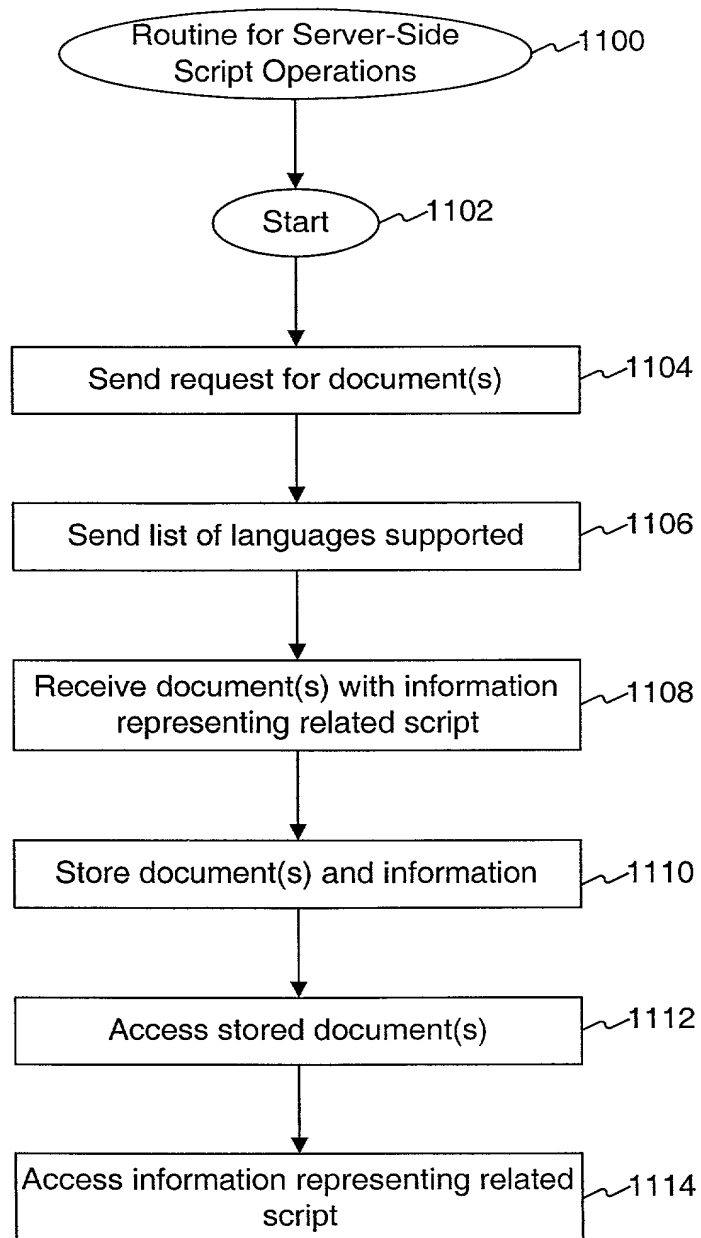 Routine for Server-Side
Script Operations
1100
Start
1102
Send request for document(s)
1104
Send list of languages supported
1106
Receive document(s) with information
representing related script
1108
Store document(s) and information
1110
Access stored document(s)
1112
Access information representing related
script
1114